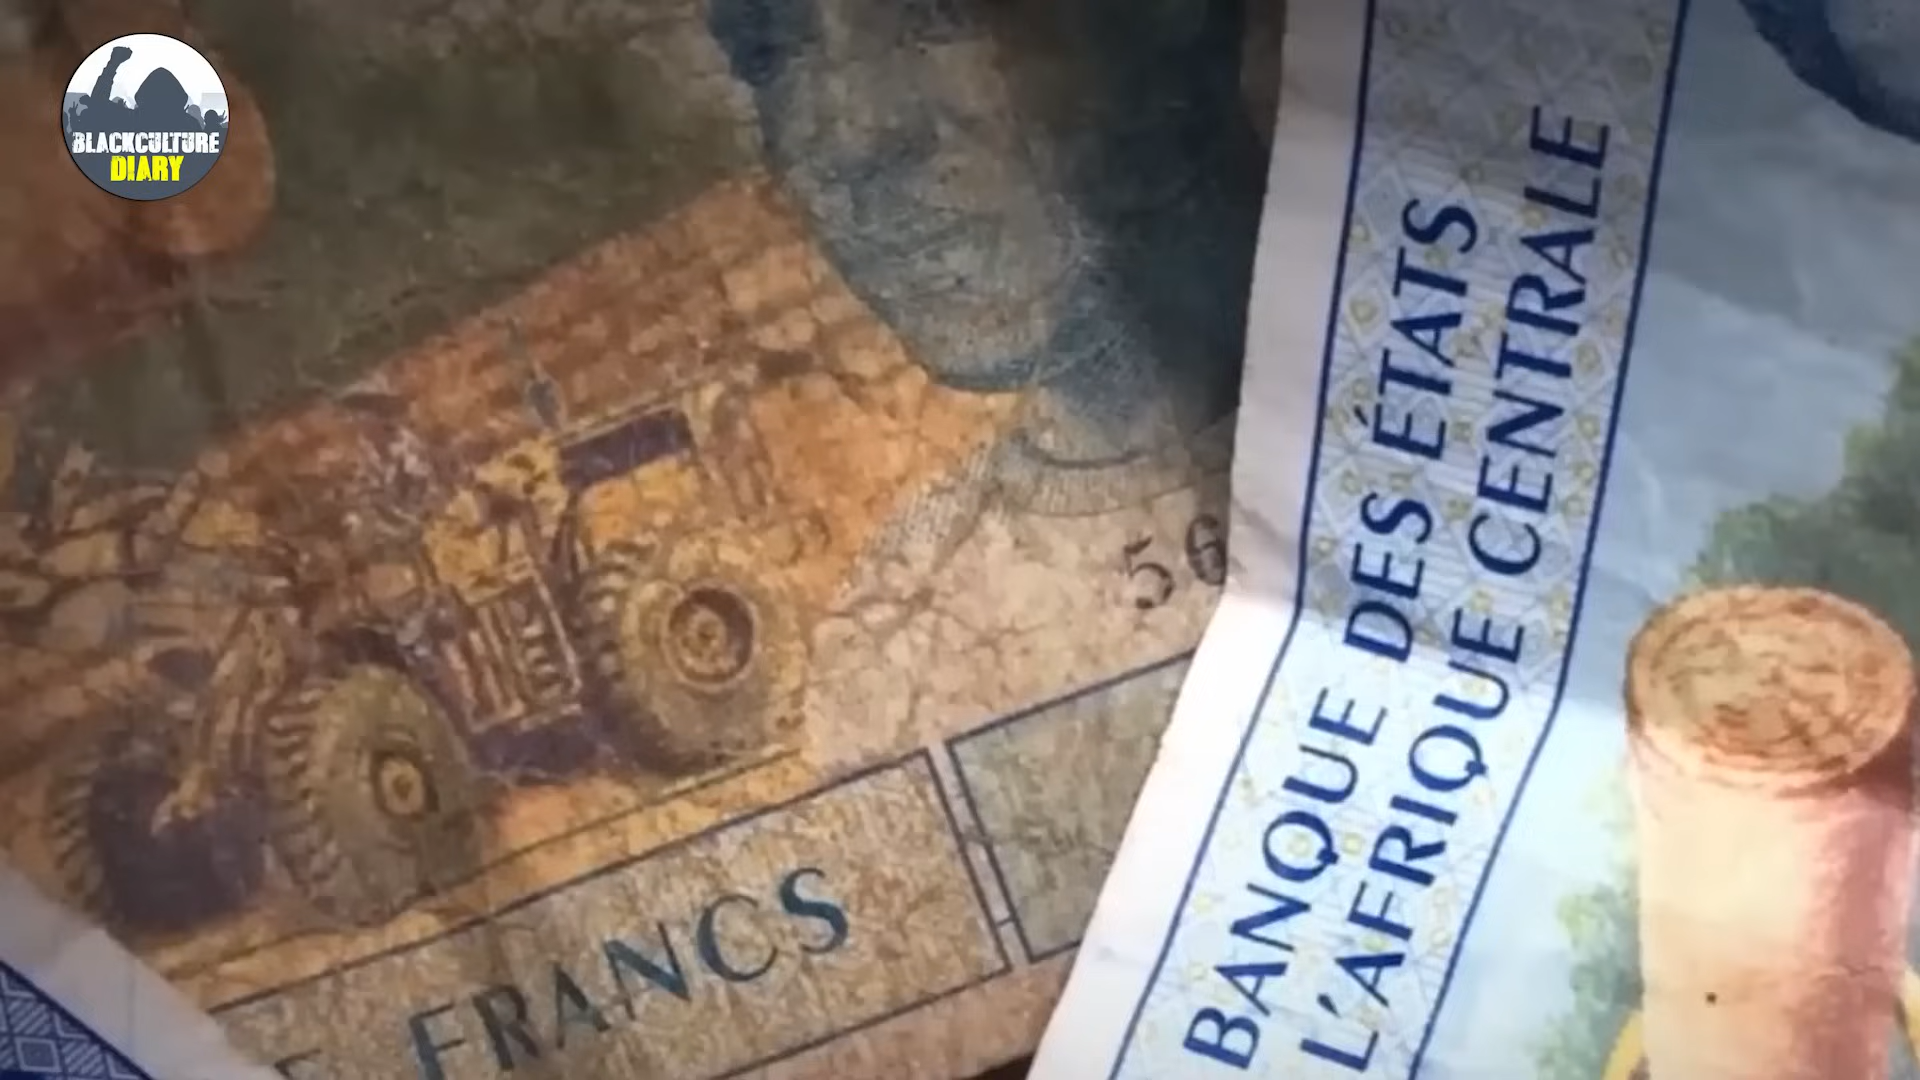 BLACKCULTURE
DIARY
56
FRANCS
BANQUE DES ÉTATS
L'AFRIQUE CENTRALE